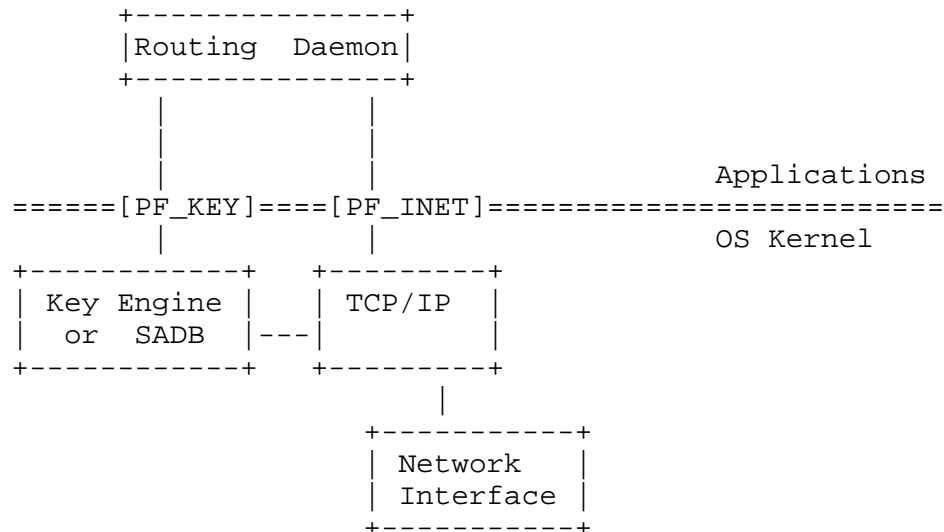 Routing Daemon
Applications
======[PF_KEY]====[PF_INET]==========================
OS Kernel
Key Engine TCP/IP
or SADB
Network
Interface